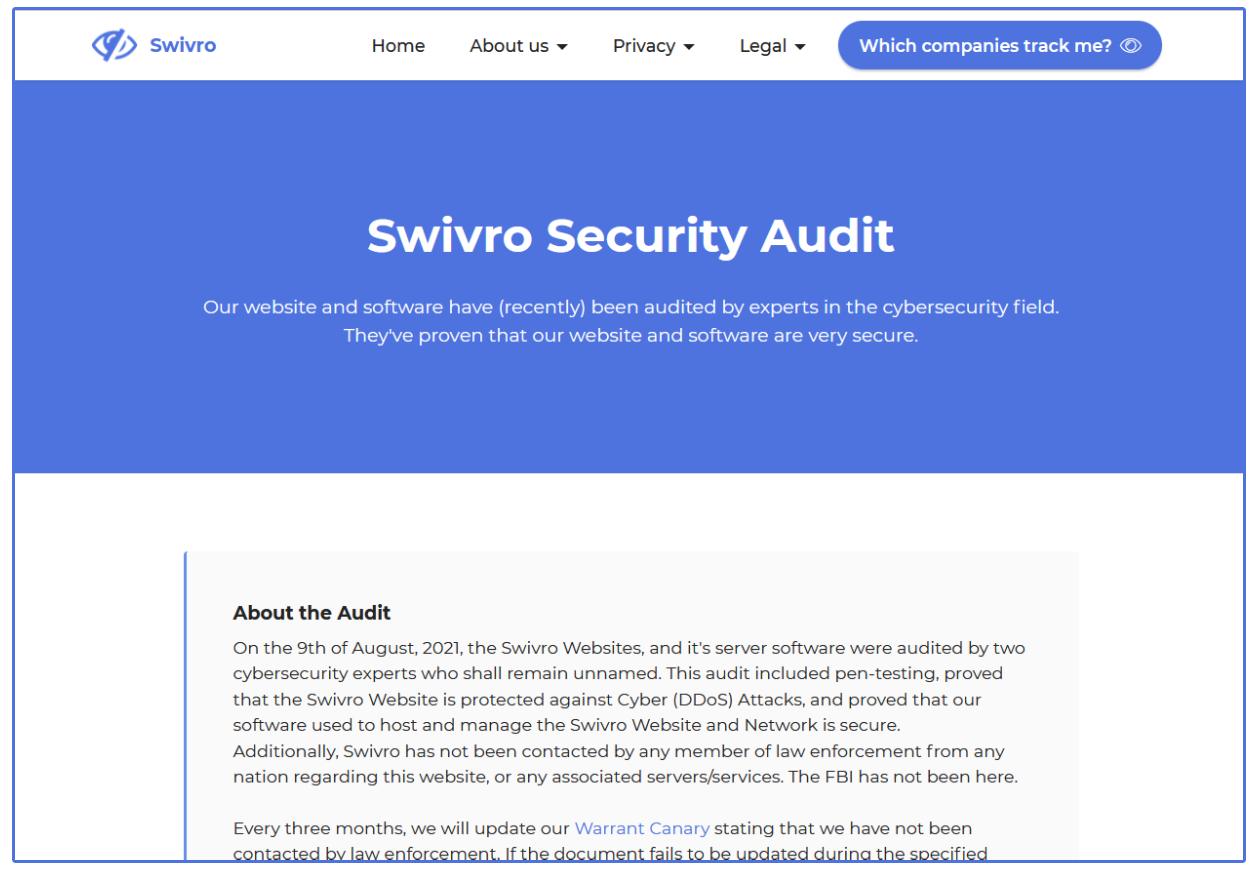 Swivro
Home
About us
Privacy
Legal
Which companies track me?
Swivro Security Audit
Our website and software have (recently) been audited by experts in the cybersecurity field.
They've proven that our website and software are very secure.
About the Audit
On the 9th of August, 2021, the Swivro Websites, and it's server software were audited by two
cybersecurity experts who shall remain unnamed. This audit included pen-testing, proved
that the Swivro Website is protected against Cyber (DDoS) Attacks, and proved that our
software used to host and manage the Swivro Website and Network is secure.
Additionally, Swivro has not been contacted by any member of law enforcement from any
nation regarding this website, or any associated servers/services. The FBI has not been here.
Every three months, we will update our Warrant Canary stating that we have not been
contacted by law enforcement. If the document fails to be updated during the specified